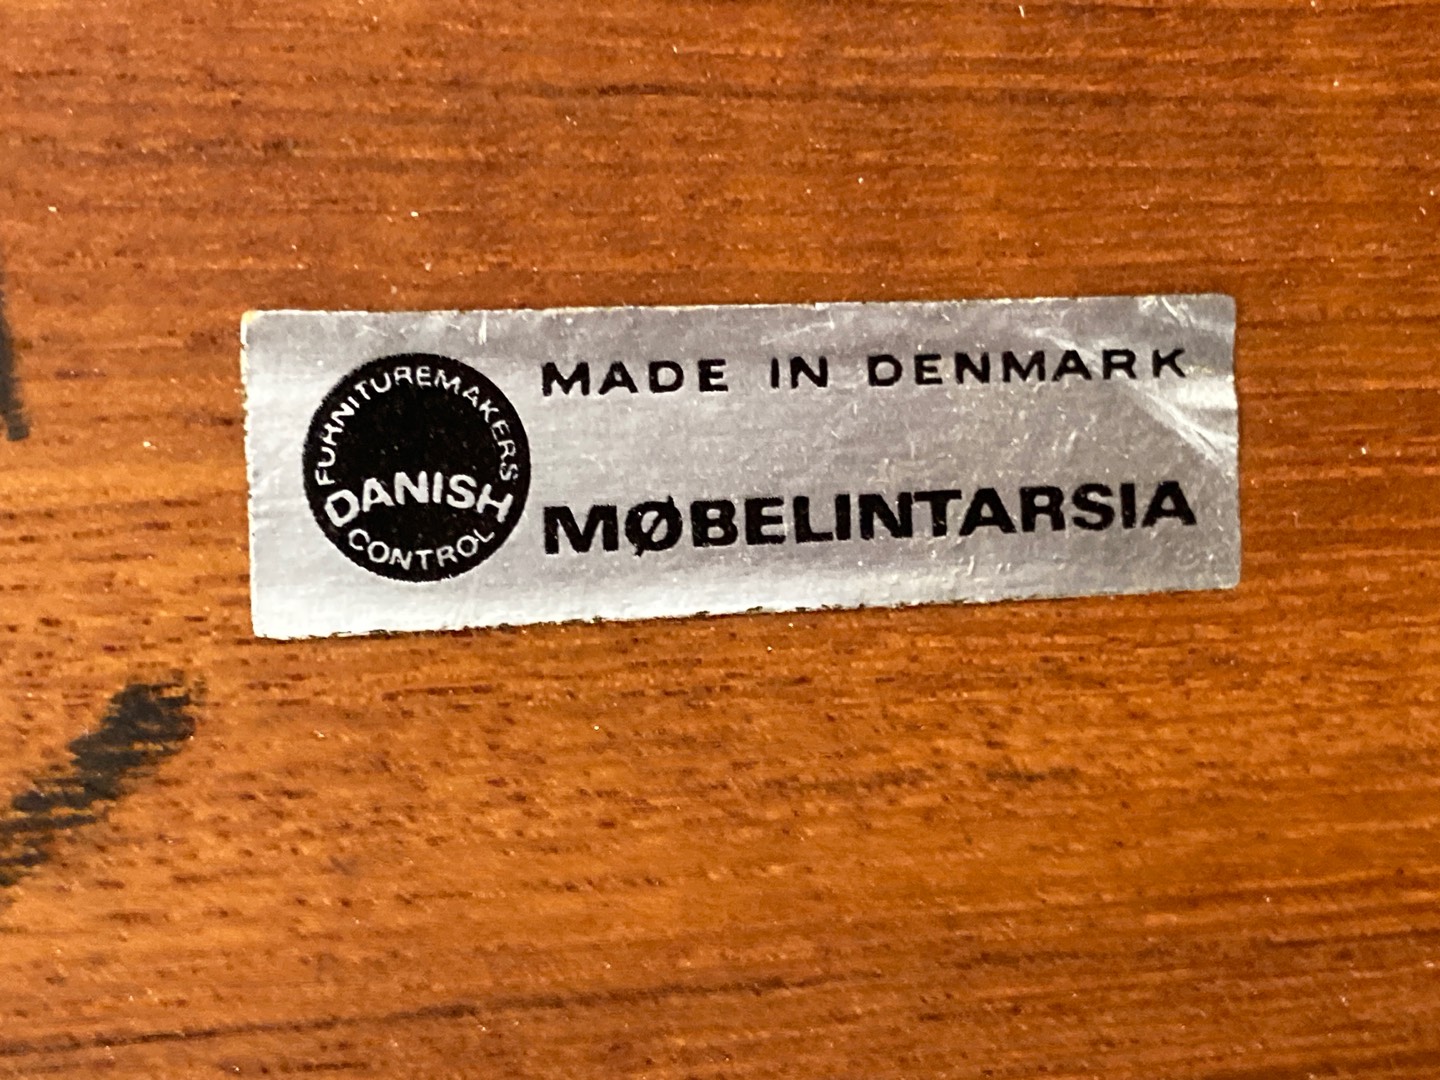 FURNITUREMAKERS
DANISH
CONTROL
MADE IN DENMARK
MØBELINTARSIA